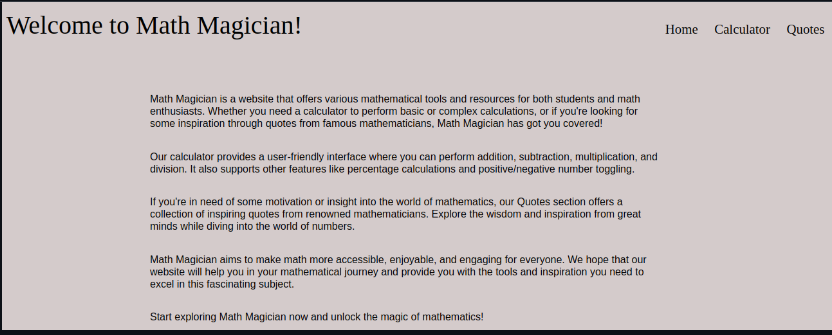 Welcome to Math Magician!
Home Calculator Quotes
Math Magician is a website that offers various mathematical tools and resources for both students and math
enthusiasts. Whether you need a calculator to perform basic or complex calculations, or if you're looking for
some inspiration through quotes from famous mathematicians, Math Magician has got you covered!
Our calculator provides a user-friendly interface where you can perform addition, subtraction, multiplication, and
division. It also supports other features like percentage calculations and positive/negative number toggling.
If you're in need of some motivation or insight into the world of mathematics, our Quotes section offers a
collection of inspiring quotes from renowned mathematicians. Explore the wisdom and inspiration from great
minds while diving into the world of numbers.
Math Magician aims to make math more accessible, enjoyable, and engaging for everyone. We hope that our
website will help you in your mathematical journey and provide you with the tools and inspiration you need to
excel in this fascinating subject.
Start exploring Math Magician now and unlock the magic of mathematics!